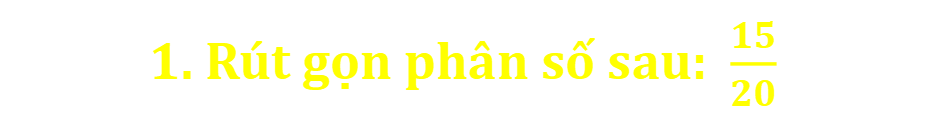 1. Rút gọn phân số sau: 15/20